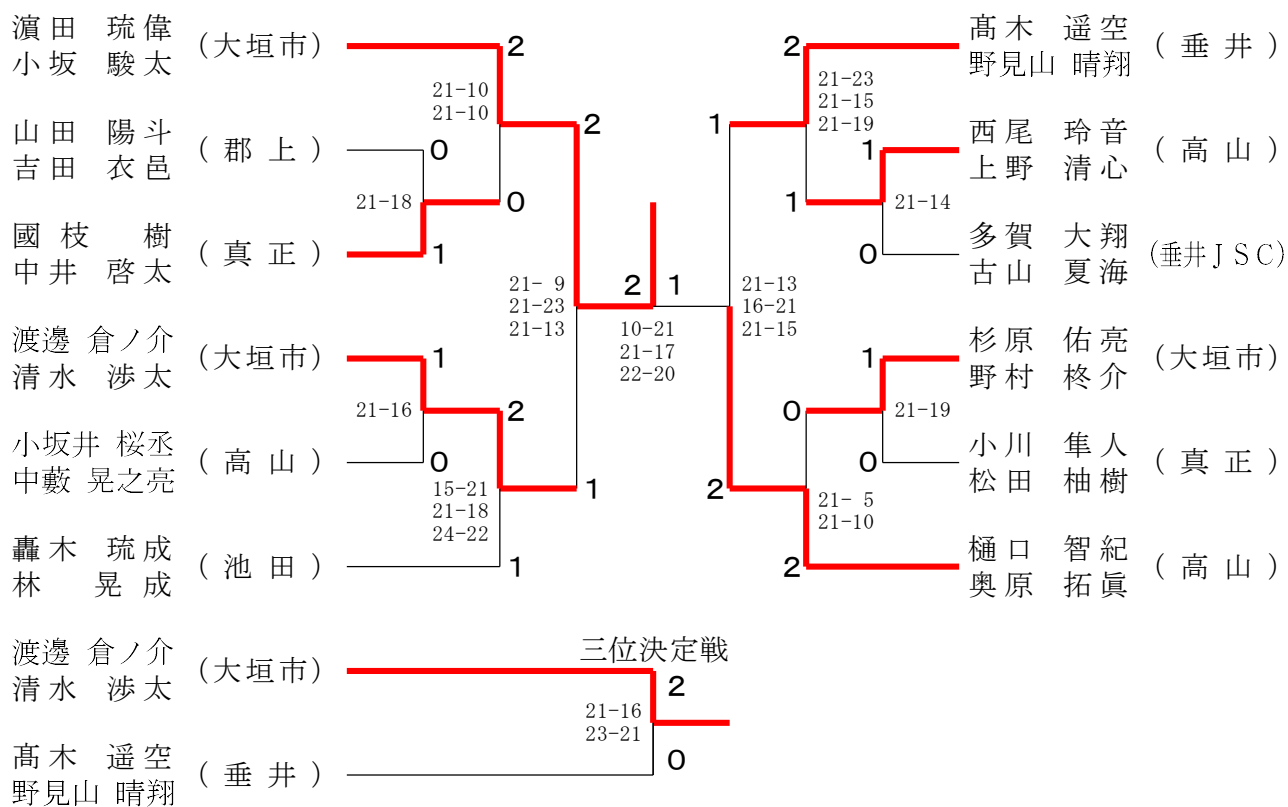 濵田 琉偉
小坂 駿太
(大垣市)
2
21-10
21-10
山田 陽斗
吉田 衣邑
(郡上)
0
21-18
0
國枝 樹
中井 啓太
(真正)
1
2
21- 9
21-23
21-13
渡邊 倉ノ介
清水 渉太
(大垣市)
1
21-16
2
小坂井 桜丞
中藪 晃之亮
(高山)
0
15-21
21-18
24-22
1
轟木 琉成
林 晃成
(池田)
1
2
1
10-21
21-17
22-20
髙木 遥空
野見山 晴翔
(垂井)
2
21-23
21-15
21-19
1
西尾 玲音
上野 清心
(高山)
1
21-14
1
多賀 大翔
古山 夏海
(垂井ＪＳＣ)
0
21-13
16-21
21-15
杉原 佑亮
野村 柊介
(大垣市)
1
21-19
0
小川 隼人
松田 柚樹
(真正)
0
2
21- 5
21-10
樋口 智紀
奥原 拓眞
(高山)
2
三位決定戦
渡邊 倉ノ介
清水 渉太
(大垣市)
2
21-16
23-21
髙木 遥空
野見山 晴翔
(垂井)
0